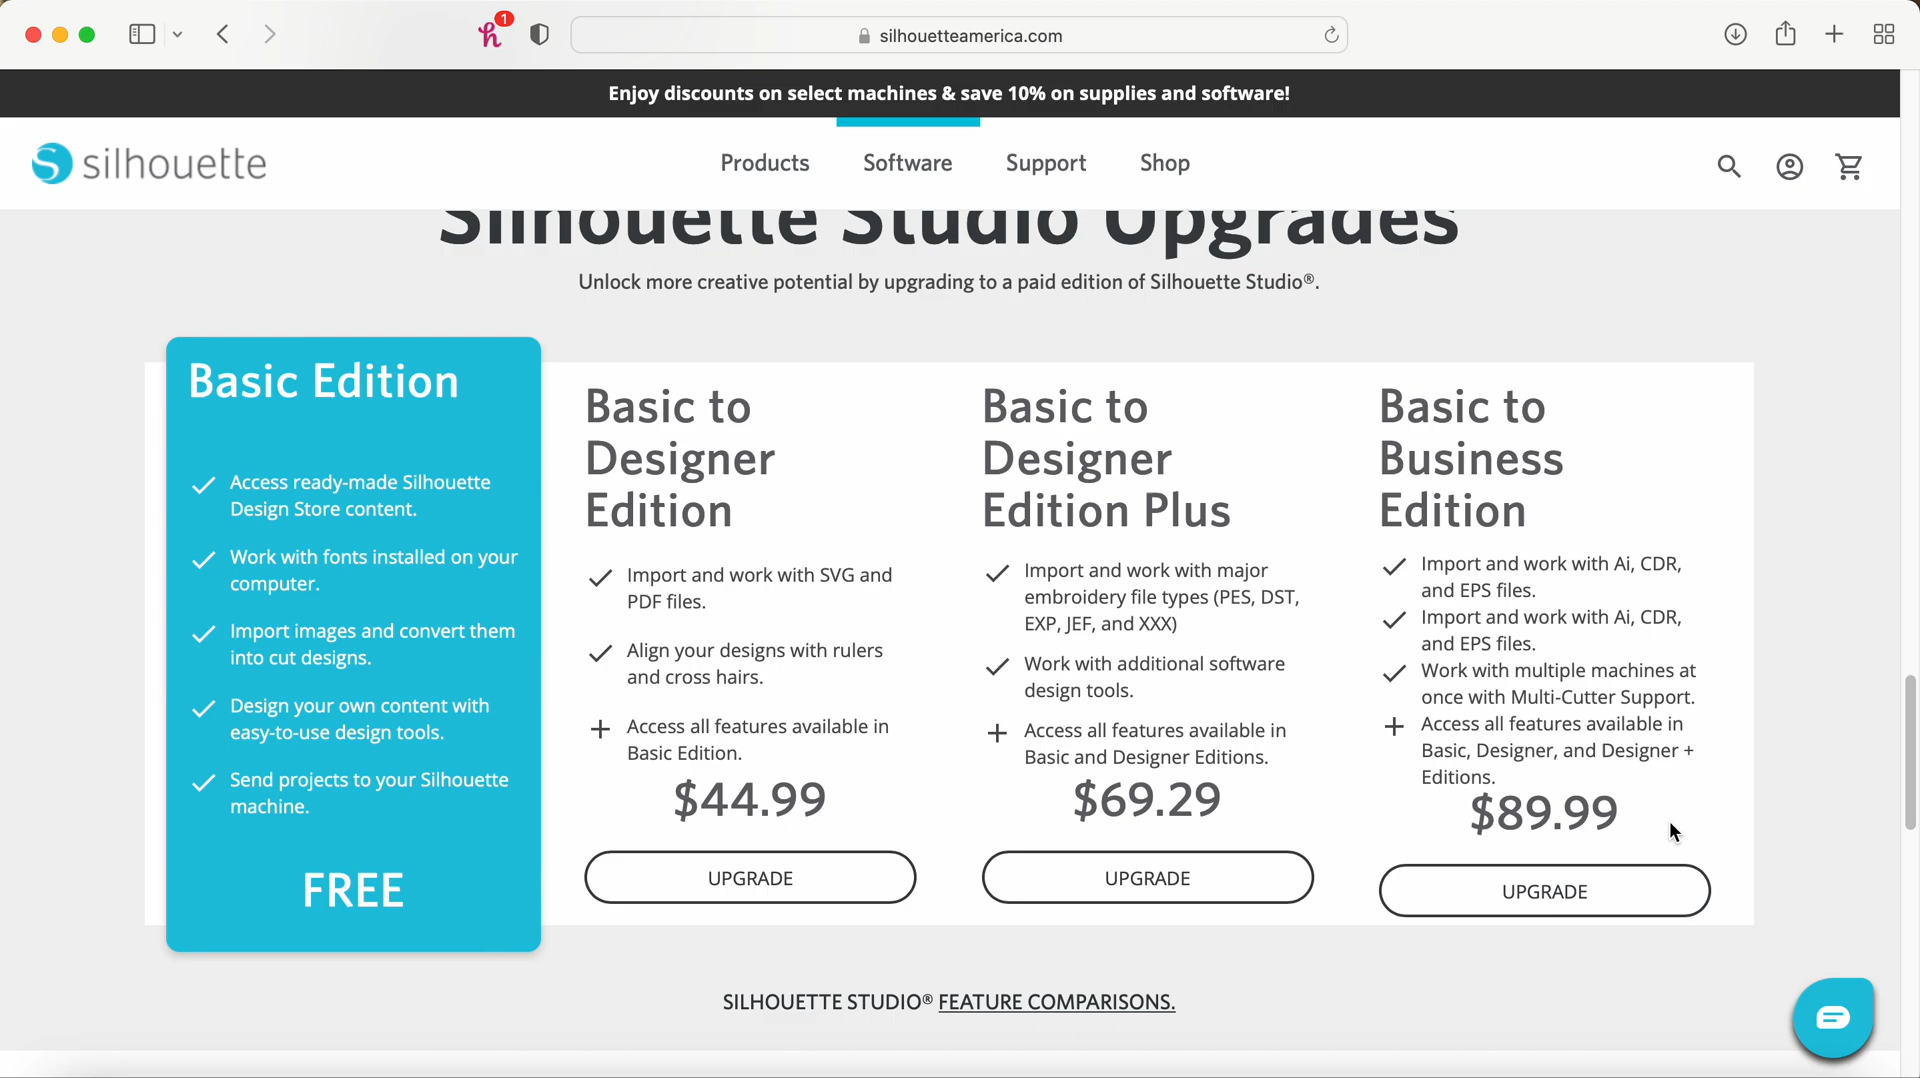 1
silhouetteamerica.com
Enjoy discounts on select machines & save 10% on supplies and software!
silhouette
Products
Software
Support
Shop
Silhouette Studio Upgrades
Unlock more creative potential by upgrading to a paid edition of Silhouette Studio®.
Basic Edition
Access ready-made Silhouette
Design Store content.
Work with fonts installed on your
computer.
Import images and convert them
into cut designs.
Design your own content with
easy-to-use design tools.
Send projects to your Silhouette
machine.
FREE
Basic to
Designer
Edition
Import and work with SVG and
PDF files.
Align your designs with rulers
and cross hairs.
Access all features available in
Basic Edition.
$44.99
UPGRADE
Basic to
Designer
Edition Plus
Import and work with major
embroidery file types (PES, DST,
EXP, JEF, and XXX)
Work with additional software
design tools.
Access all features available in
Basic and Designer Editions.
$69.29
UPGRADE
Basic to
Business
Edition
Import and work with Ai, CDR,
and EPS files.
Import and work with Ai, CDR,
and EPS files.
Work with multiple machines at
once with Multi-Cutter Support.
Access all features available in
Basic, Designer, and Designer +
Editions.
$89.99
UPGRADE
SILHOUETTE STUDIO® FEATURE COMPARISONS.